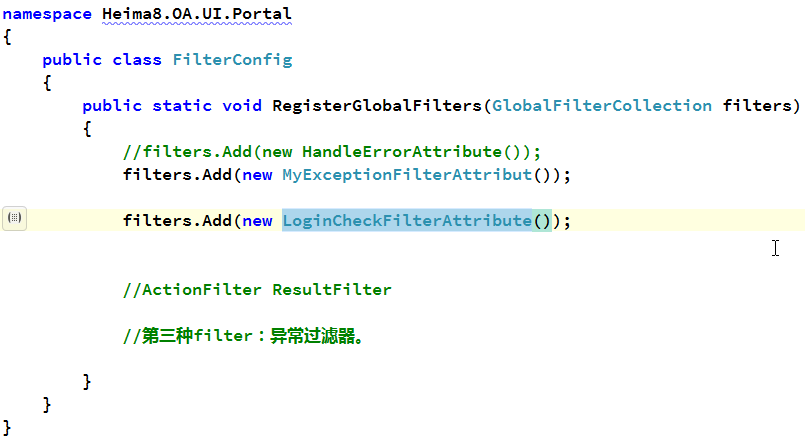 namespace Heima8.OA.UI.Portal
{
    public class FilterConfig
    {
        public static void RegisterGlobalFilters(GlobalFilterCollection filters)
        {
            //filters.Add(new HandleErrorAttribute());
            filters.Add(new MyExceptionFilterAttribut());
            filters.Add(new LoginCheckFilterAttribute());
            //ActionFilter ResultFilter
            //第三种filter：异常过滤器。
        }
    }
}